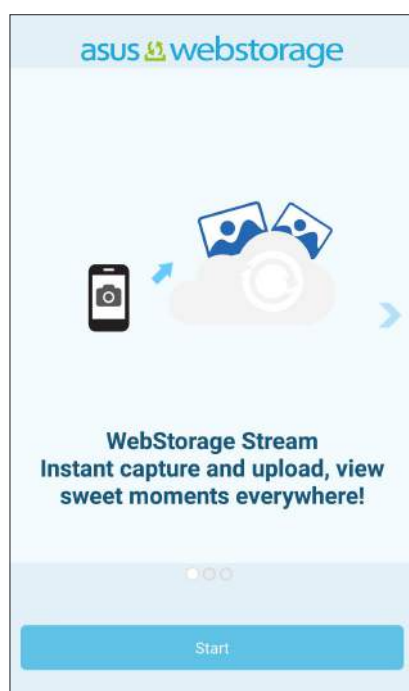 asus webstorage
WebStorage Stream
Instant capture and upload, view
sweet moments everywhere!
Start